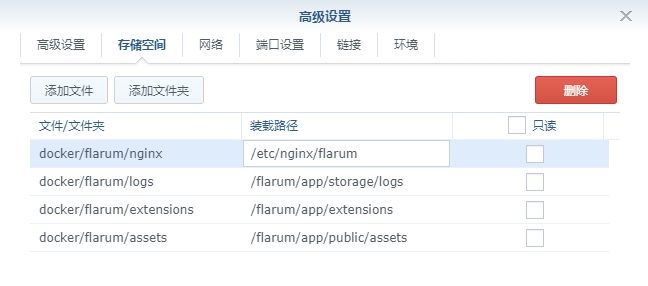 高级设置
高级设置 存储空间 网络 端口设置 链接 环境
添加文件 添加文件夹 删除
文件/文件夹 装载路径 只读
docker/flarum/nginx /etc/nginx/flarum
docker/flarum/logs /flarum/app/storage/logs
docker/flarum/extensions /flarum/app/extensions
docker/flarum/assets /flarum/app/public/assets